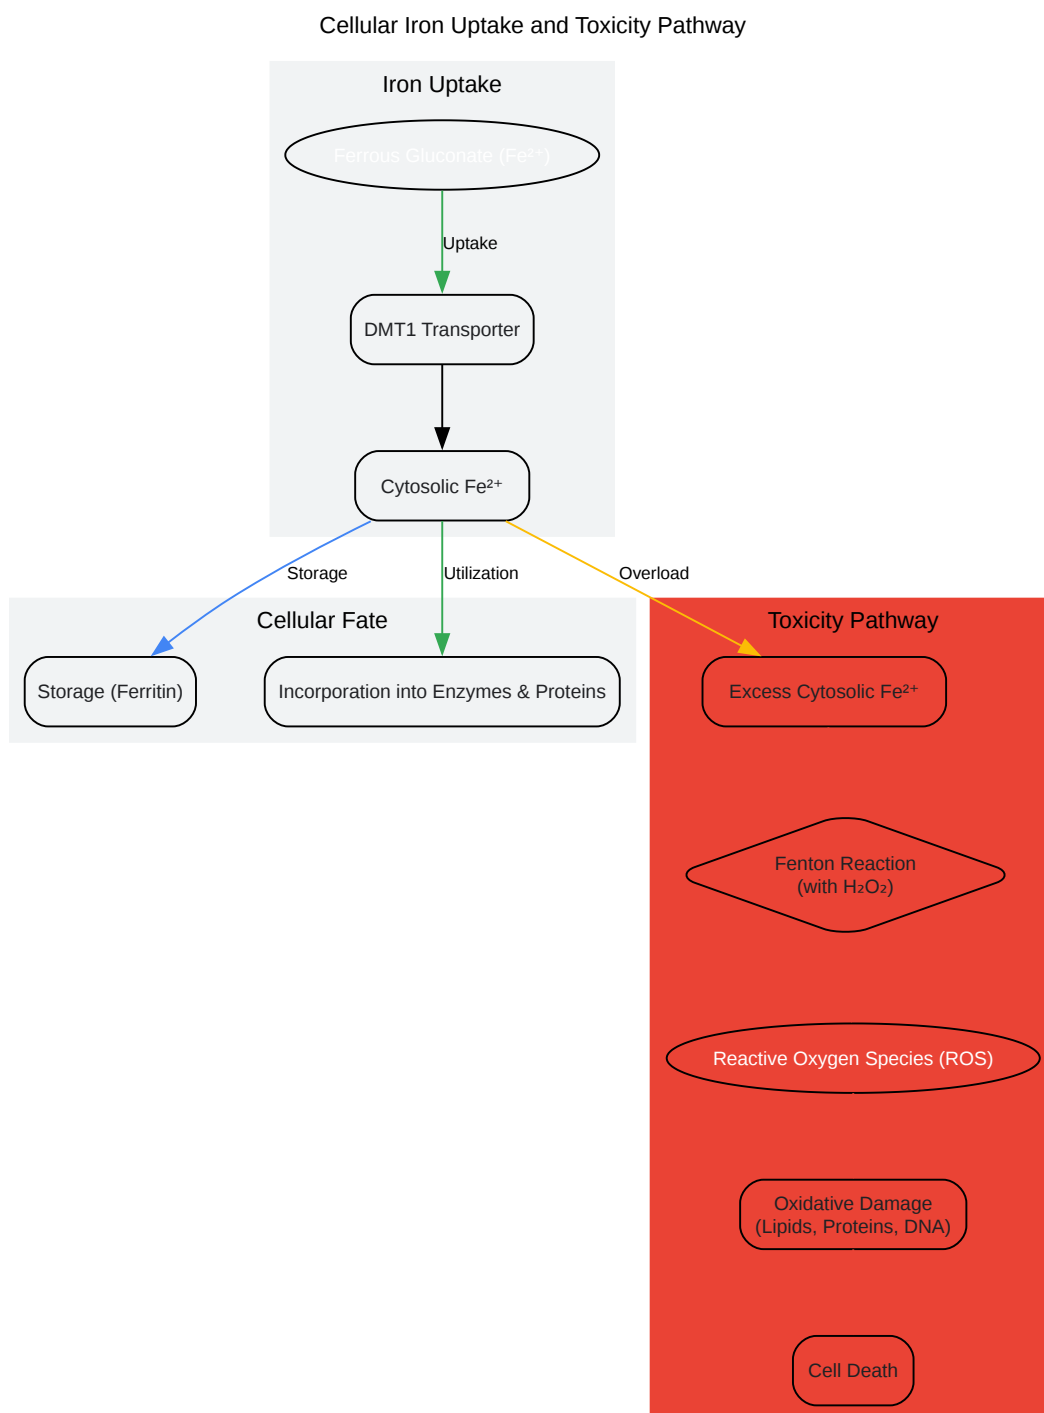 Cellular Iron Uptake and Toxicity Pathway
Iron Uptake
Ferrous Gluconate (Fe²⁺)
Uptake
DMT1 Transporter
Cytosolic Fe²⁺
Storage
Utilization
Overload
Cellular Fate
Toxicity Pathway
Storage (Ferritin)
Incorporation into Enzymes & Proteins
Excess Cytosolic Fe²⁺
Fenton Reaction
(with H₂O₂)
Reactive Oxygen Species (ROS)
Oxidative Damage
(Lipids, Proteins, DNA)
Cell Death